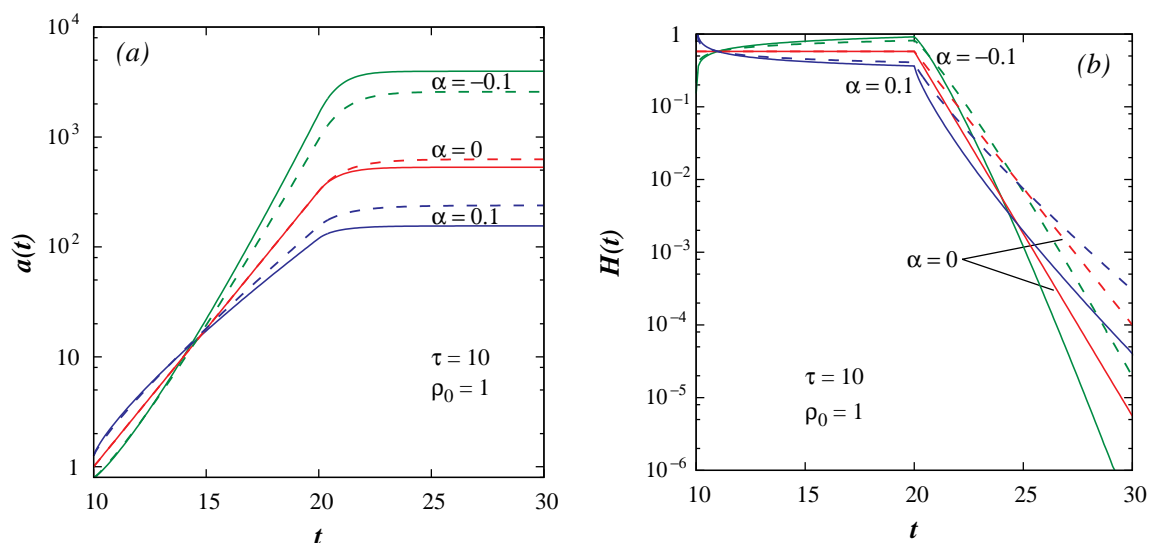 (a)
10^4
10^3
10^2
10
1
a(t)
α = −0.1
α = 0
α = 0.1
τ = 10
ρ_0 = 1
10 15 20 25 30
t
(b)
1
10^-1
10^-2
10^-3
10^-4
10^-5
10^-6
H(t)
α = −0.1
α = 0.1
α = 0
τ = 10
ρ_0 = 1
10 15 20 25 30
t